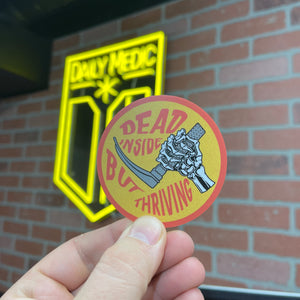 DAILY MEDIC
DEAD
INSIDE
BUT
THRIVING